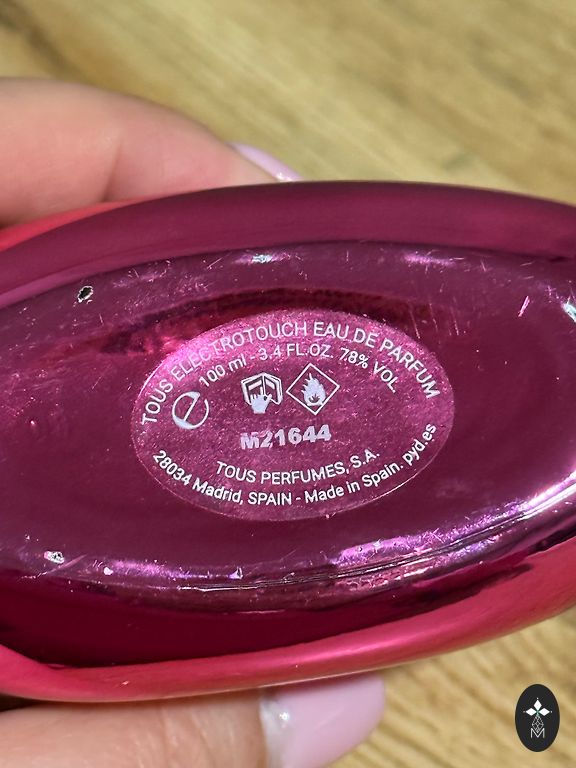 TOUS ELECTROTOUCH EAU DE PARFUM
100 ml - 3.4 FL.OZ. 78% VOL.
e
M21644
TOUS PERFUMES, S.A.
28034 Madrid, SPAIN - Made in Spain. pyd.es
M